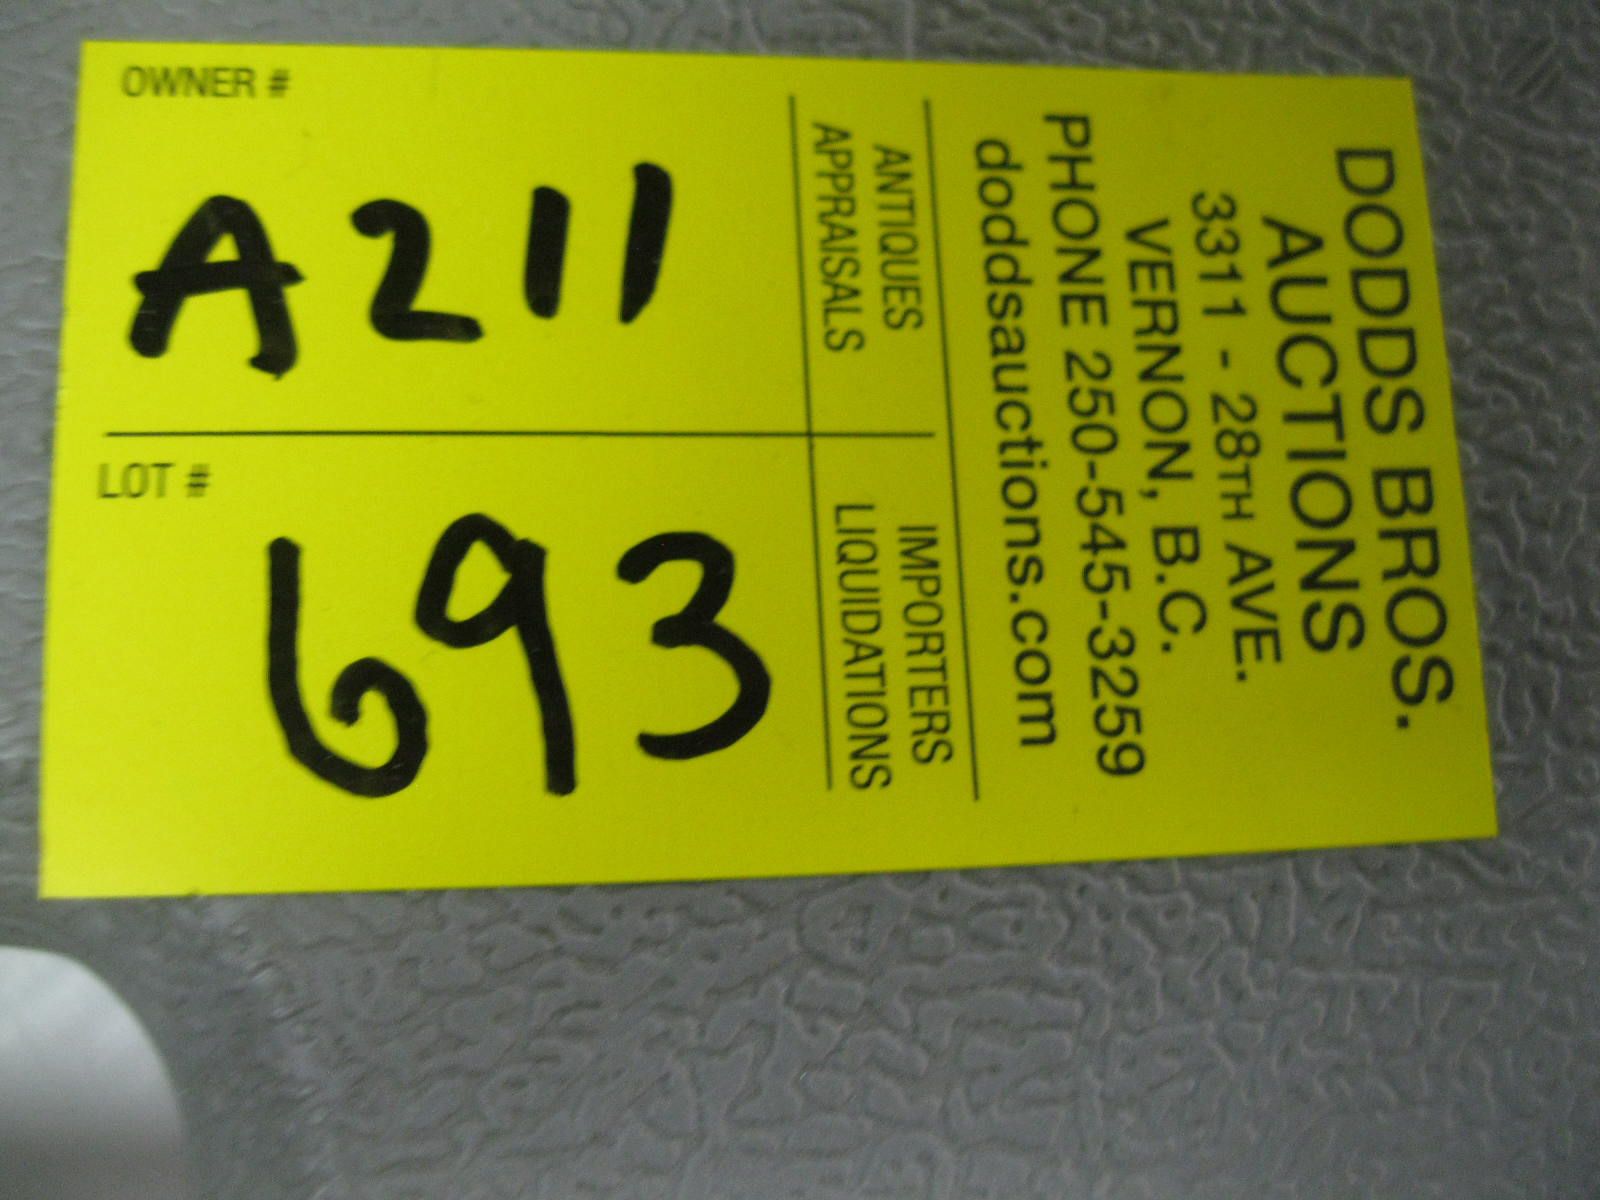 OWNER #
A211
LOT #
693
DODDS BROS.
AUCTIONS
3311 - 28TH AVE.
VERNON, B.C.
PHONE 250-545-3259
doddsauctions.com
ANTIQUES
APPRAISALS
IMPORTERS
LIQUIDATIONS